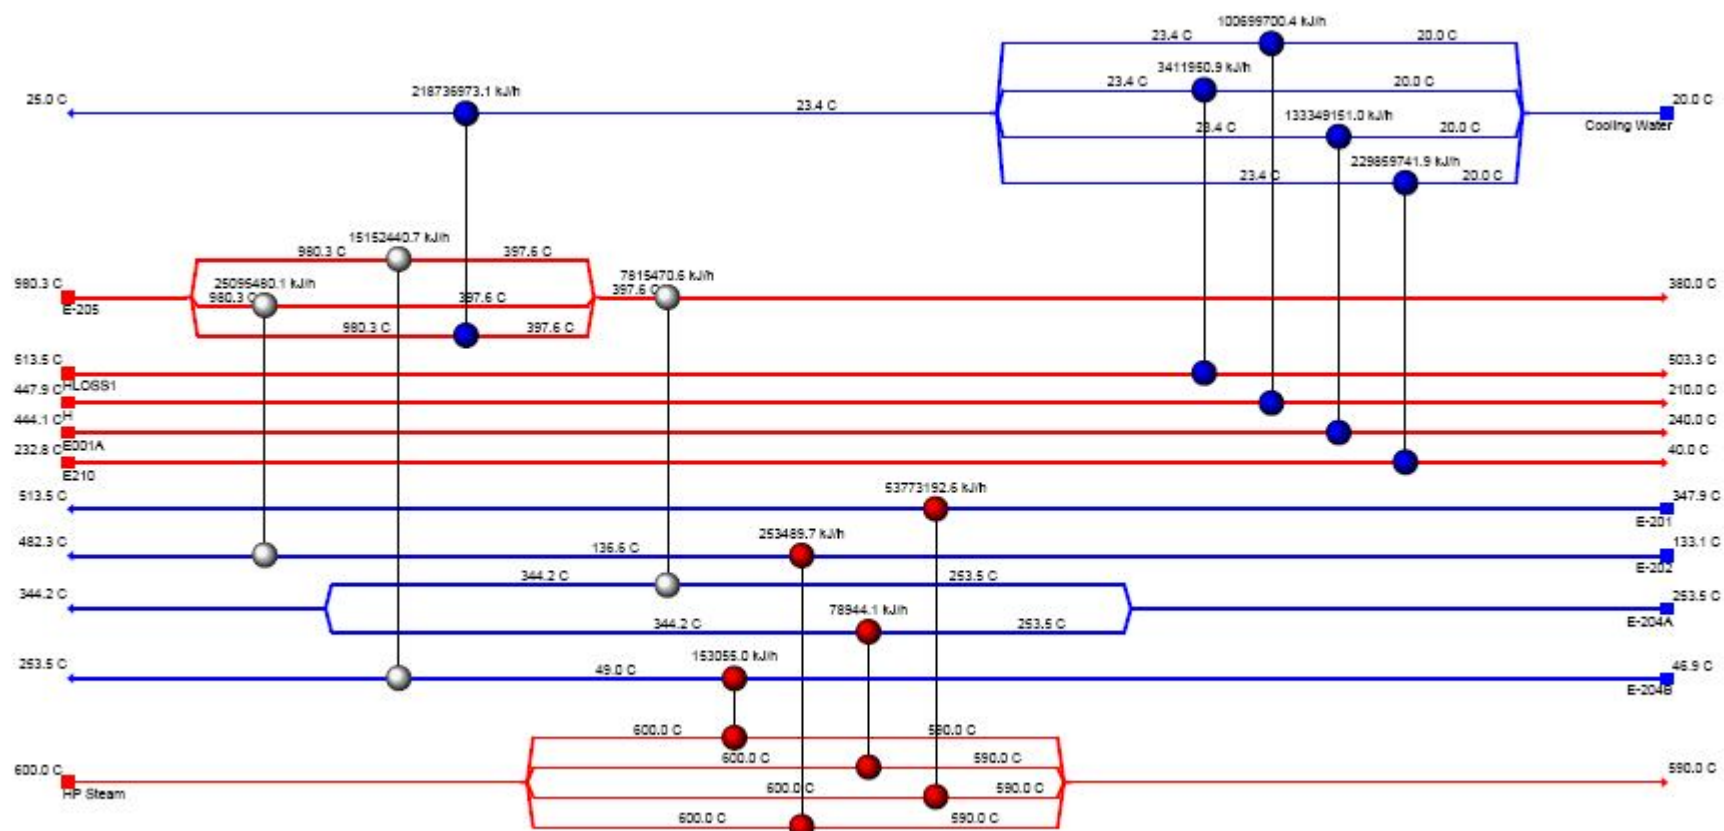 100699700.4 kJ/h
23.4 C
20.0 C
3411950.9 kJ/h
23.4 C
20.0 C
218736973.1 kJ/h
25.0 C
23.4 C
20.0 C
133349151.0 kJ/h
Cooling Water
23.4 C
20.0 C
229859741.9 kJ/h
23.4 C
20.0 C
15152440.7 kJ/h
980.3 C
397.6 C
7815470.6 kJ/h
25095480.1 kJ/h
980.3 C
980.3 C
397.6 C
397.6 C
380.0 C
E-205
980.3 C
397.6 C
513.5 C
503.3 C
HLOSS1
447.9 C
210.0 C
H
444.1 C
240.0 C
E001A
232.8 C
40.0 C
E210
53773192.6 kJ/h
513.5 C
347.9 C
E-201
253489.7 kJ/h
482.3 C
136.6 C
133.1 C
E-202
344.2 C
253.5 C
344.2 C
78944.1 kJ/h
253.5 C
E-204A
344.2 C
253.5 C
153055.0 kJ/h
253.5 C
49.0 C
46.9 C
E-204B
600.0 C
590.0 C
600.0 C
590.0 C
600.0 C
590.0 C
HP Steam
600.0 C
590.0 C
600.0 C
590.0 C